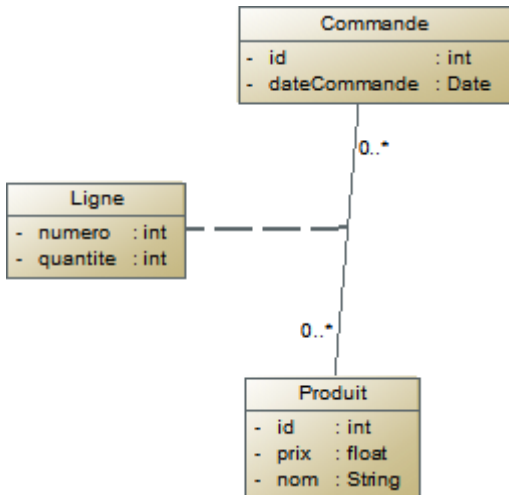 Commande
- id : int
- dateCommande : Date
0..*
Ligne
- numero : int
- quantite : int
0..*
Produit
- id : int
- prix : float
- nom : String